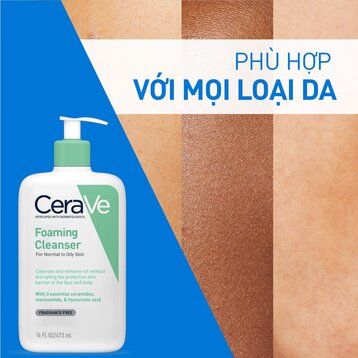 PHÙ HỢP
VỚI MỌI LOẠI DA
CeraVe
DEVELOPED WITH DERMATOLOGISTS
Foaming
Cleanser
For Normal to Oily Skin
Cleanses and removes oil without
disrupting the protective skin
barrier of the face and body
With 3 essential ceramides,
niacinamide, & hyaluronic acid
FRAGRANCE FREE
16 FL OZ/473 mL